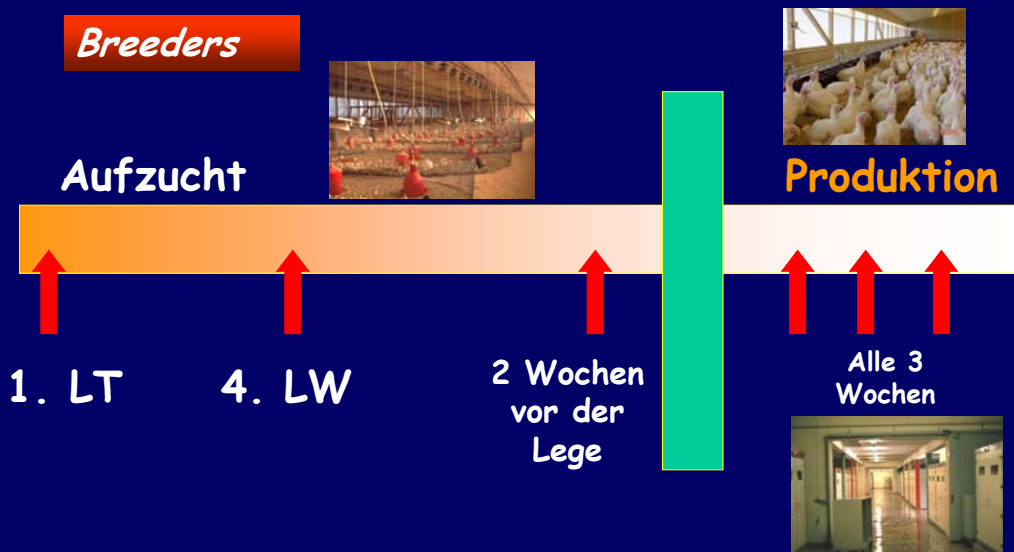 Breeders
Aufzucht
Produktion
1. LT
4. LW
2 Wochen
vor der
Lege
Alle 3
Wochen